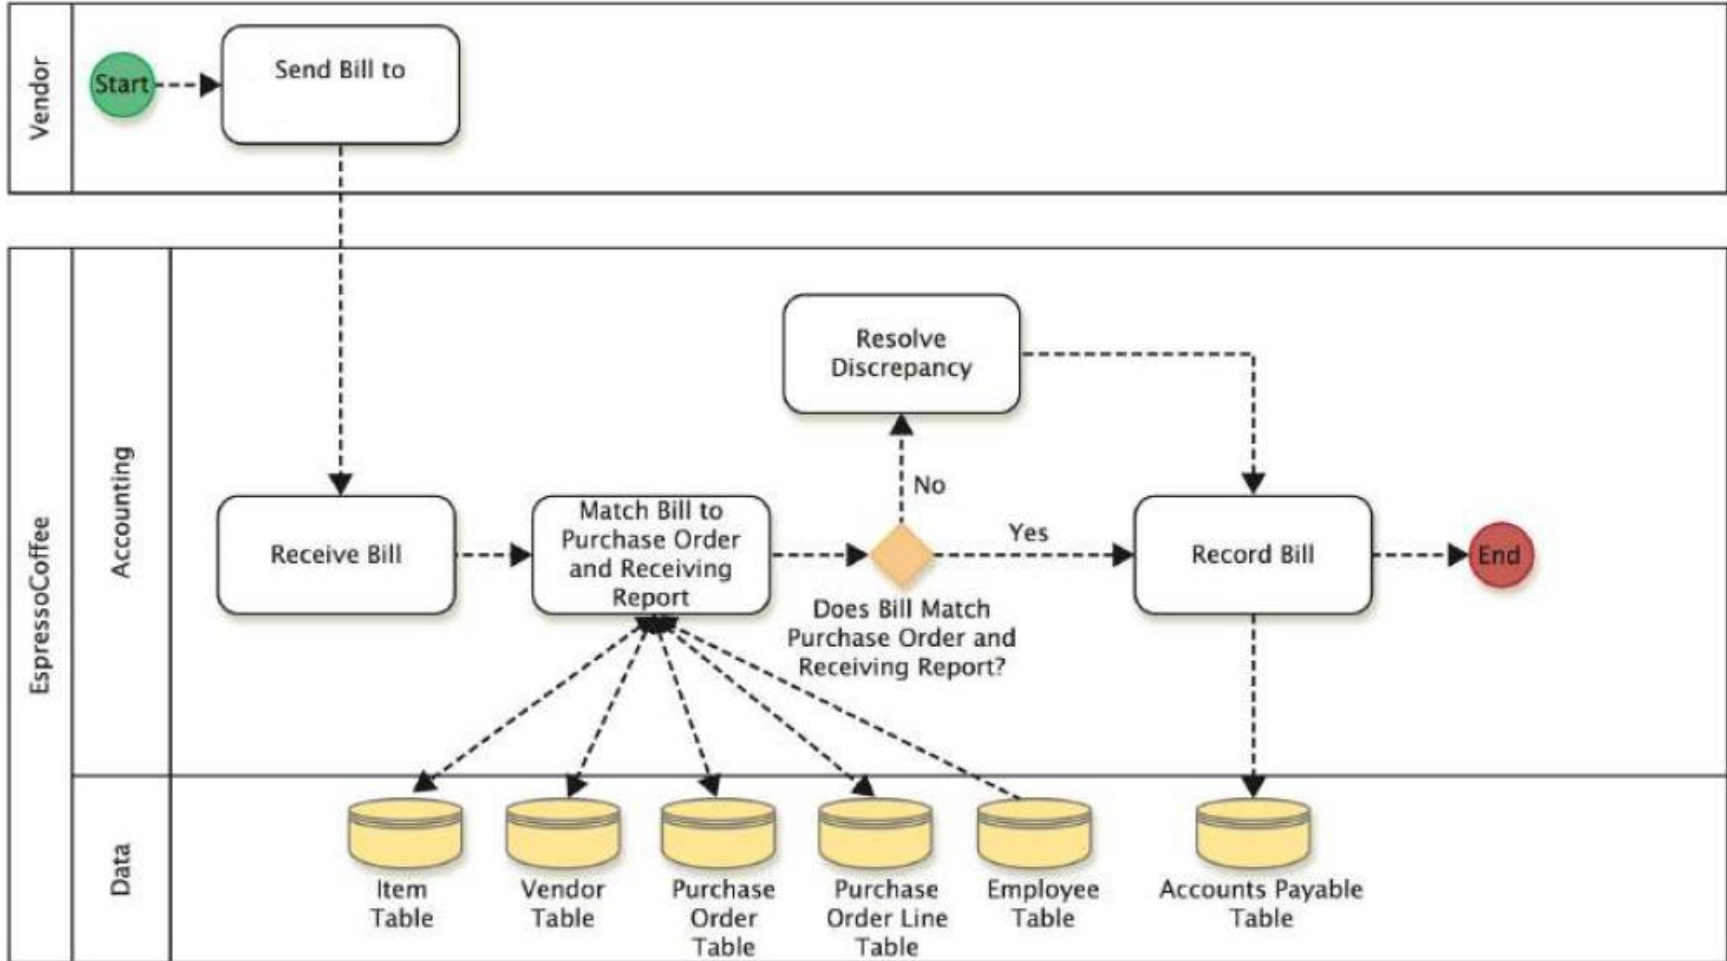 Vendor
Start
Send Bill to
EspressoCoffee
Accounting
Resolve
Discrepancy
No
Receive Bill
Match Bill to
Purchase Order
and Receiving
Report
Yes
Does Bill Match
Purchase Order and
Receiving Report?
Record Bill
End
Data
Item
Table
Vendor
Table
Purchase
Order
Table
Purchase
Order Line
Table
Employee
Table
Accounts Payable
Table